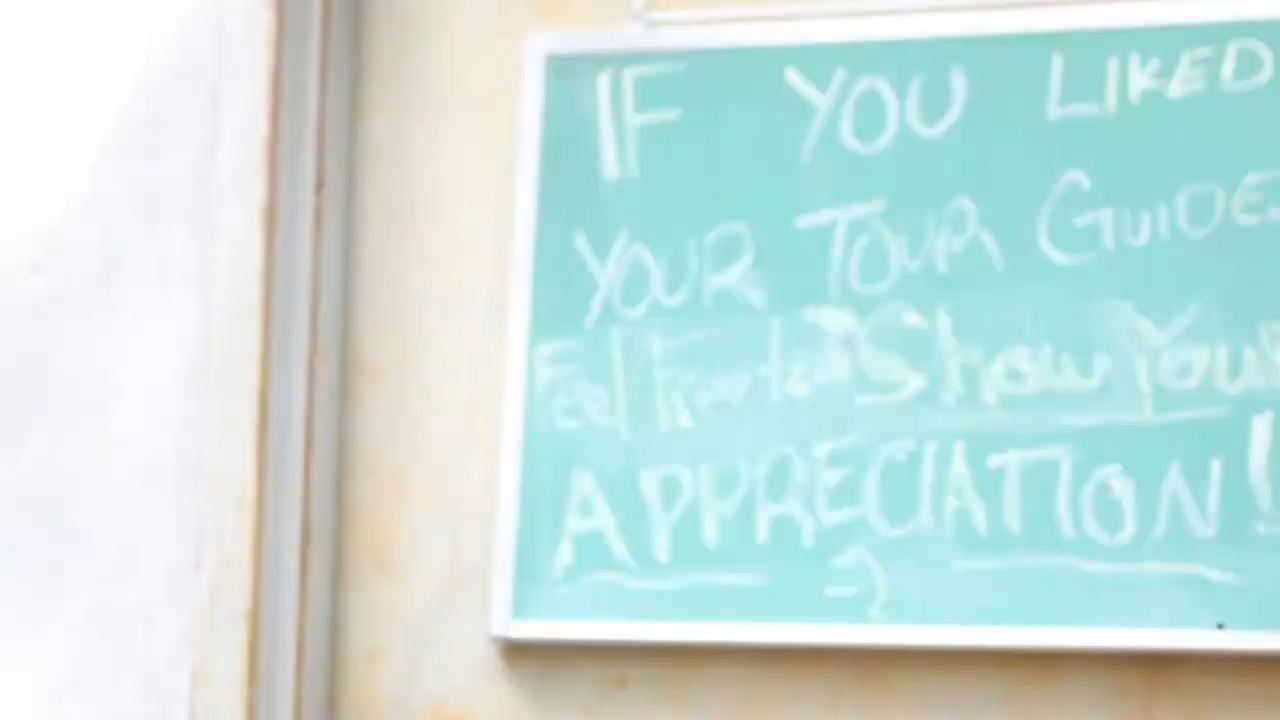 IF YOU LIKED
YOUR TOUR GUIDE
Feel Free to Show Your
APPRECIATION!
=)